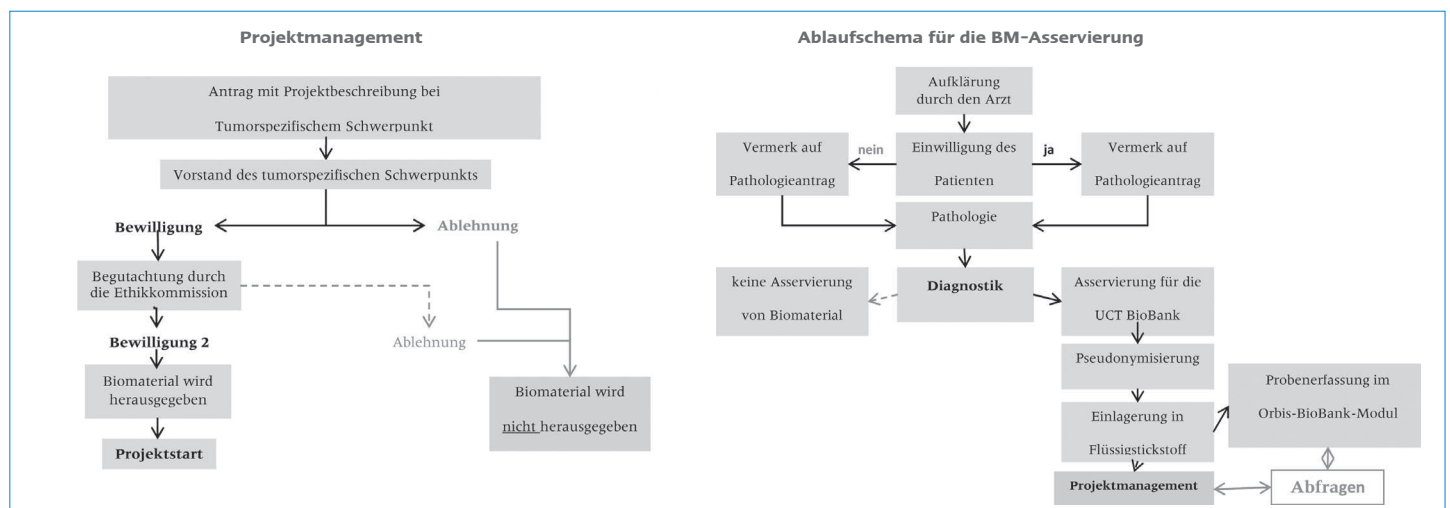 Projektmanagement
Antrag mit Projektbeschreibung bei
Tumorspezifischem Schwerpunkt
Vorstand des tumorspezifischen Schwerpunkts
Bewilligung
Ablehnung
Begutachtung durch
die Ethikkommission
Bewilligung 2
Ablehnung
Biomaterial wird
herausgegeben
Biomaterial wird
nicht herausgegeben
Projektstart
Ablaufschema für die BM-Asservierung
Aufklärung
durch den Arzt
Vermerk auf
Pathologieantrag
nein
Einwilligung des
Patienten
ja
Vermerk auf
Pathologieantrag
Pathologie
keine Asservierung
von Biomaterial
Diagnostik
Asservierung für die
UCT BioBank
Pseudonymisierung
Einlagerung in
Flüssigstickstoff
Probenerfassung im
Orbis-BioBank-Modul
Projektmanagement
Abfragen